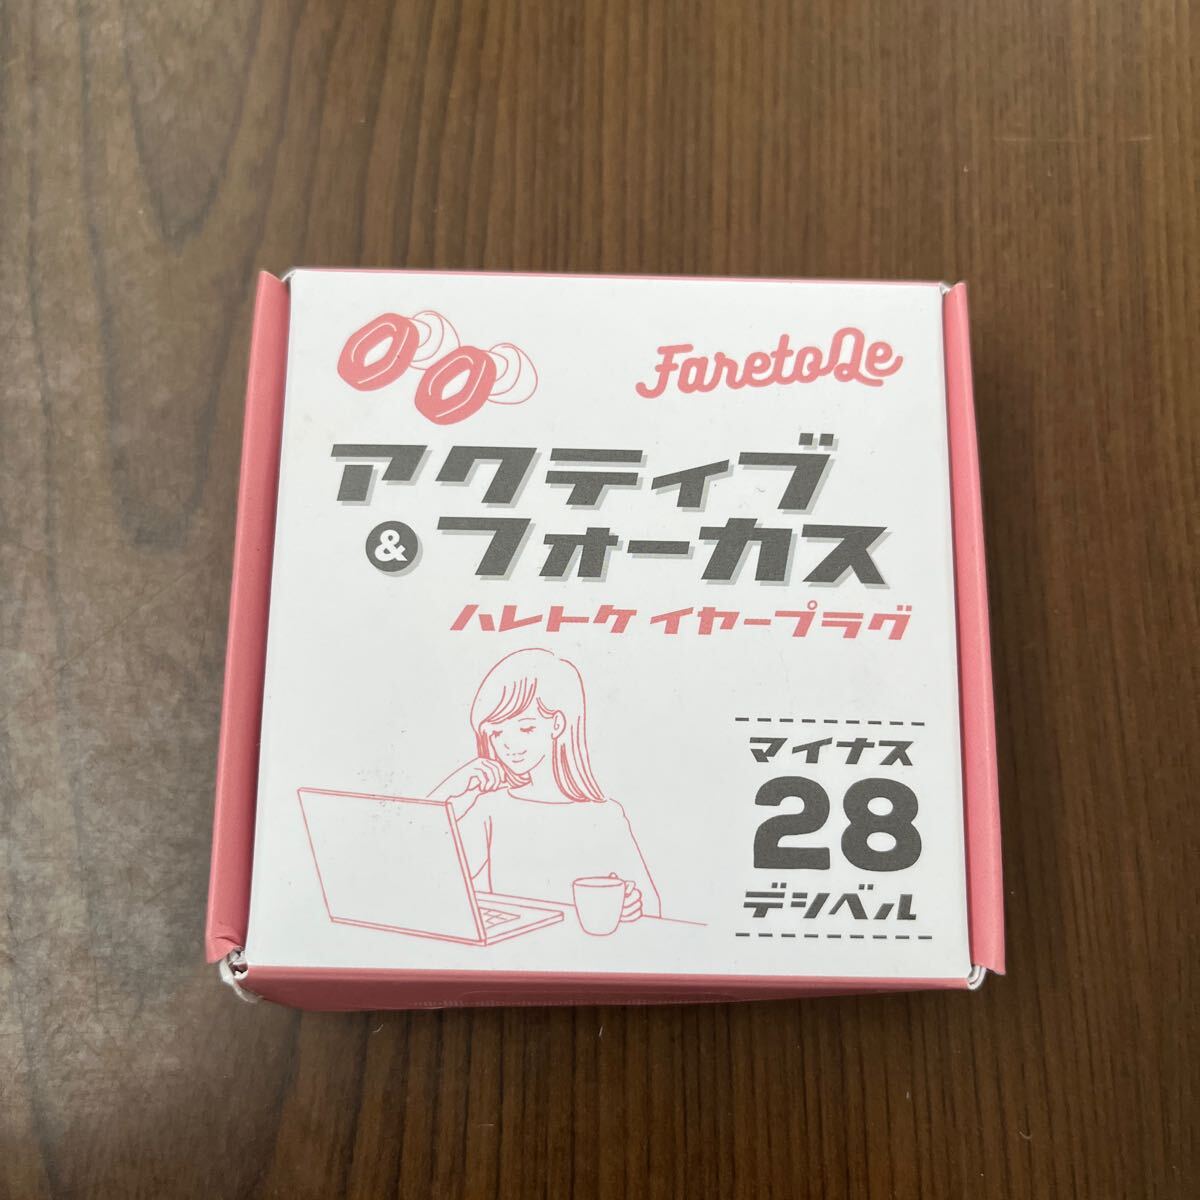 FaretoQe
アクティブ
&フォーカス
ハレトケ イヤープラグ
マイナス
28
デシベル